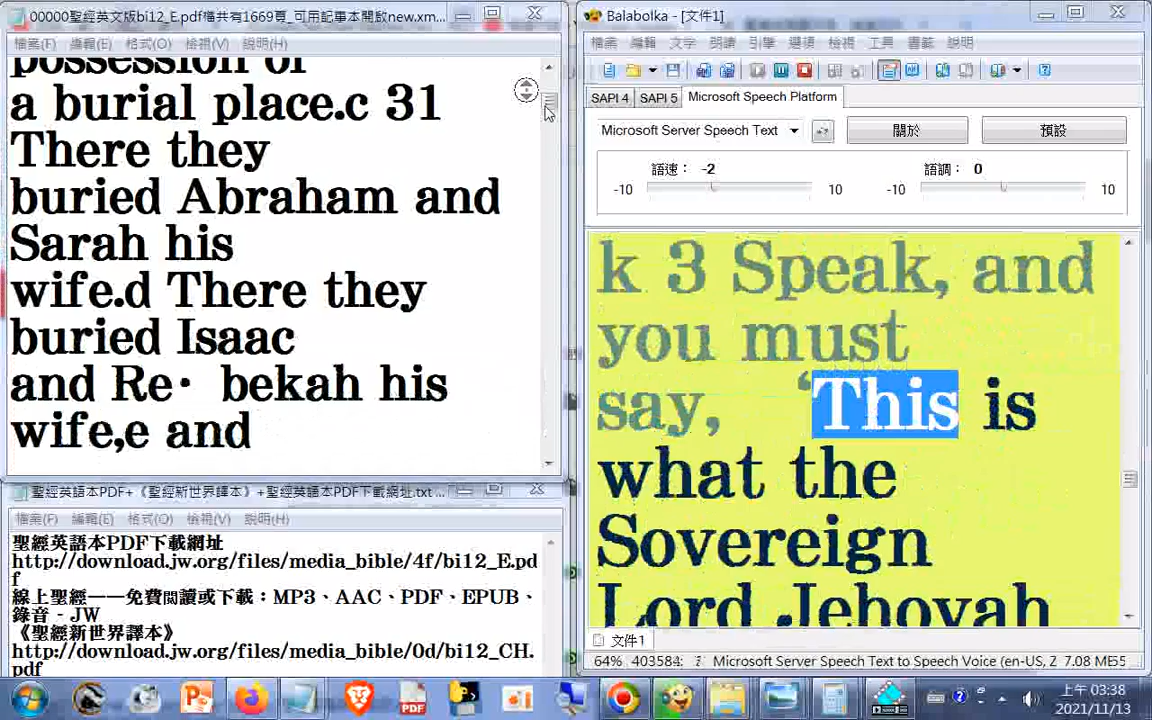 00000聖經英文版bi12_E.pdf檔共有1669頁_可用記事本開啟new.xm...
檔案(F) 編輯(E) 格式(O) 檢視(V) 說明(H)
possession of
a burial place.c 31
There they
buried Abraham and
Sarah his
wife.d There they
buried Isaac
and Re· bekah his
wife,e and
聖經英語本PDF+《聖經新世界譯本》+聖經英語本PDF下載網址.txt ...
檔案(F) 編輯(E) 格式(O) 檢視(V) 說明(H)
聖經英語本PDF下載網址
http://download.jw.org/files/media_bible/4f/bi12_E.pd
f
線上聖經——免費閱讀或下載：MP3、AAC、PDF、EPUB、
錄音 - JW
《聖經新世界譯本》
http://download.jw.org/files/media_bible/0d/bi12_CH.
pdf
Balabolka - [文件1]
檔案 編輯 文字 朗讀 引擎 選項 檢視 工具 書籤 說明
SAPI 4 SAPI 5 Microsoft Speech Platform
Microsoft Server Speech Text 關於 預設
語速： -2 語調： 0
-10 10 -10 10
k 3 Speak, and
you must
say, ‘This is
what the
Sovereign
Lord Jehovah
文件1
64% 403584: Microsoft Server Speech Text to Speech Voice (en-US, Z 7.08 MB
PDF
上午 03:38
2021/11/13